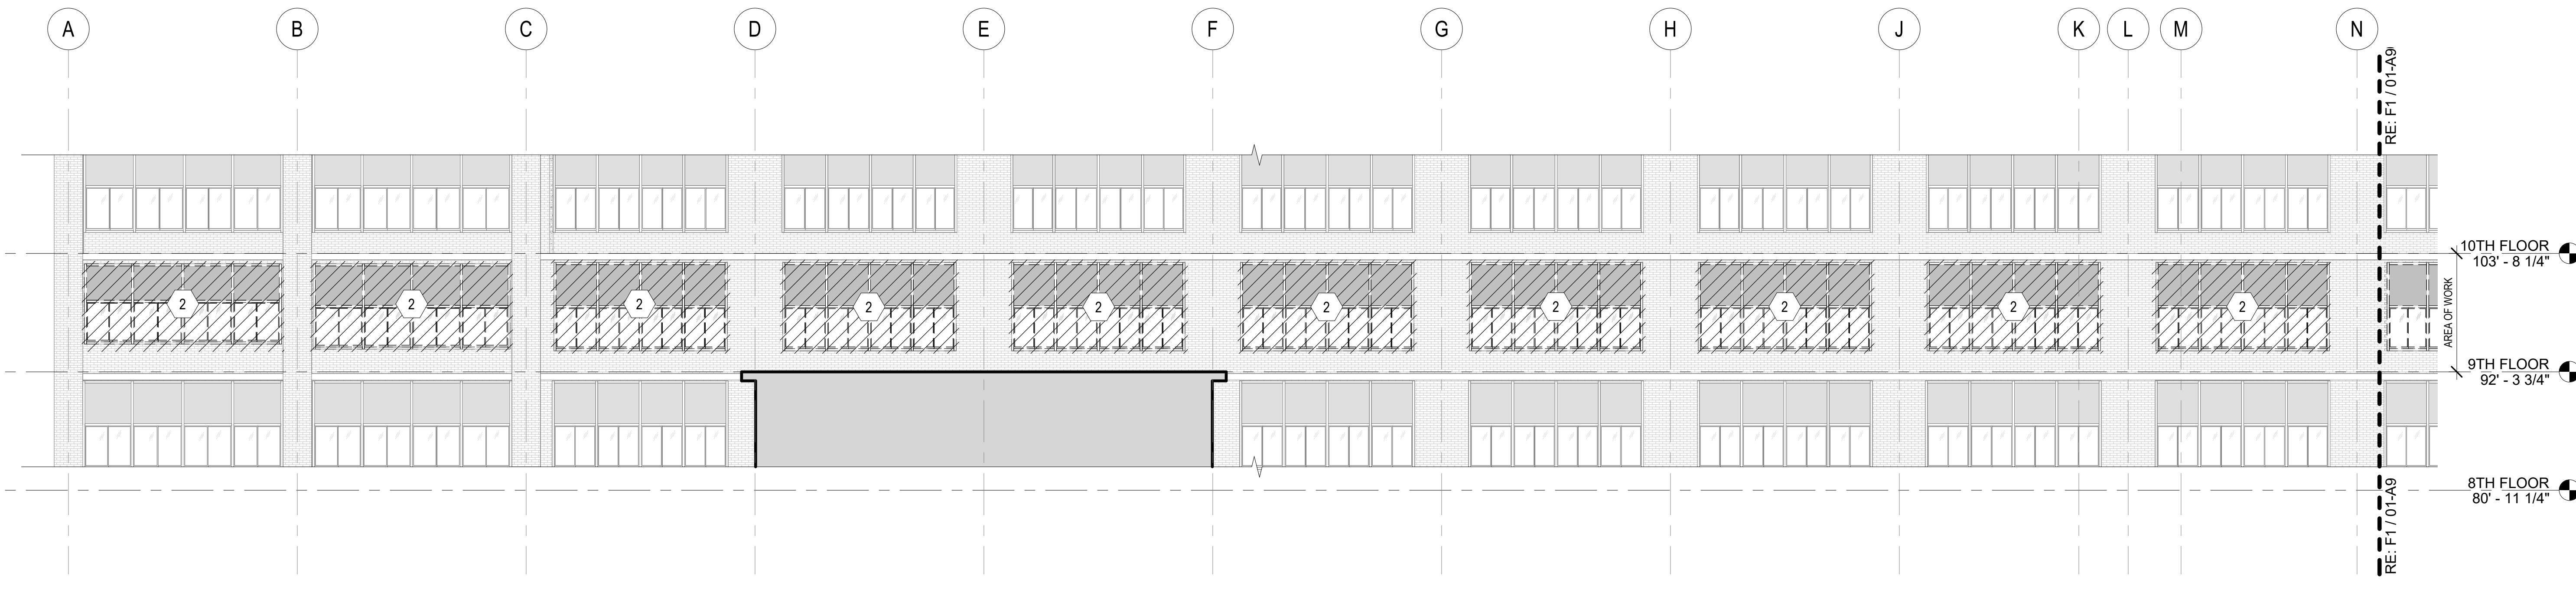 A
B
C
D
E
F
G
H
J
K
L
M
N
RE: F1 / 01-A9
10TH FLOOR
103' - 8 1/4"
2
2
2
2
2
2
2
2
2
2
AREA OF WORK
9TH FLOOR
92' - 3 3/4"
8TH FLOOR
80' - 11 1/4"
RE: F1 / 01-A9